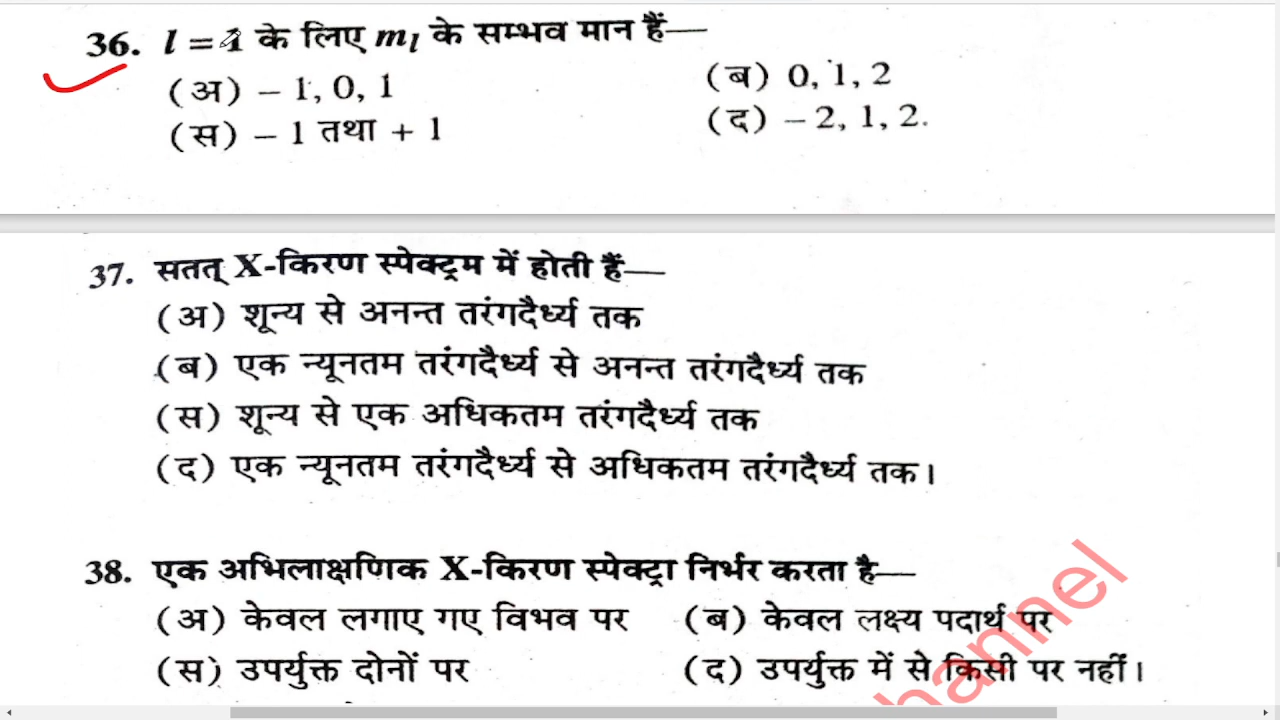 36. l = 1 के लिए mₗ के सम्भव मान हैं—
(अ) – 1, 0, 1 (ब) 0, 1, 2
(स) – 1 तथा + 1 (द) – 2, 1, 2.
37. सतत् X-किरण स्पेक्ट्रम में होती हैं—
(अ) शून्य से अनन्त तरंगदैर्ध्य तक
(ब) एक न्यूनतम तरंगदैर्ध्य से अनन्त तरंगदैर्ध्य तक
(स) शून्य से एक अधिकतम तरंगदैर्ध्य तक
(द) एक न्यूनतम तरंगदैर्ध्य से अधिकतम तरंगदैर्ध्य तक।
38. एक अभिलाक्षणिक X-किरण स्पेक्ट्रा निर्भर करता है—
(अ) केवल लगाए गए विभव पर (ब) केवल लक्ष्य पदार्थ पर
(स) उपर्युक्त दोनों पर (द) उपर्युक्त में से किसी पर नहीं।
hannel